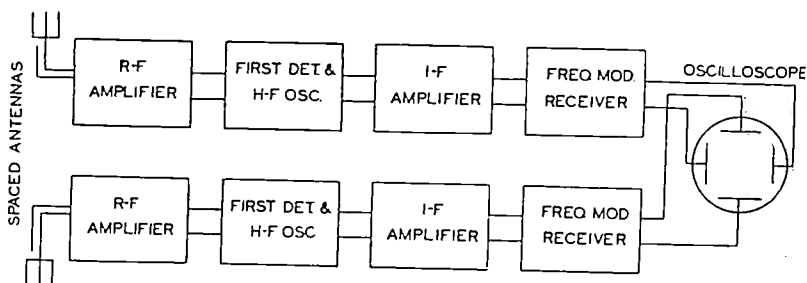 SPACED ANTENNAS
R-F
AMPLIFIER
FIRST DET. &
H-F OSC.
I-F
AMPLIFIER
FREQ. MOD.
RECEIVER
OSCILLOSCOPE
R-F
AMPLIFIER
FIRST DET. &
H-F OSC
I-F
AMPLIFIER
FREQ. MOD
RECEIVER